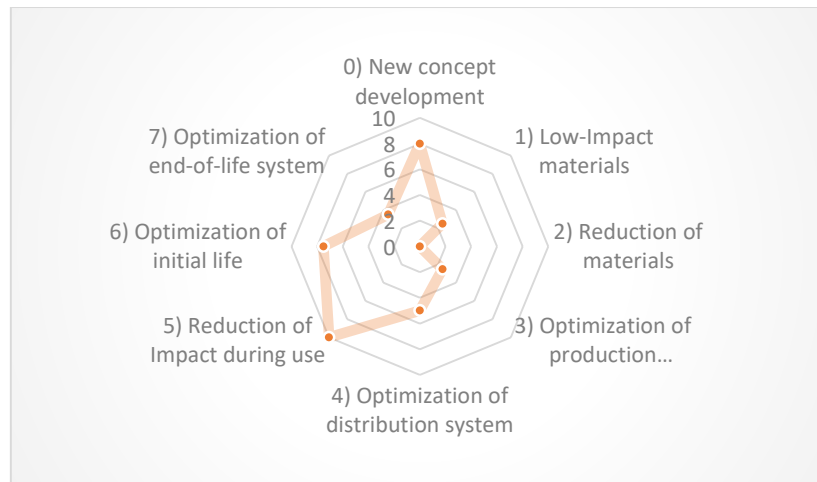 0) New concept
development
10
8
6
4
2
0
1) Low-Impact
materials
2) Reduction of
materials
3) Optimization of
production...
4) Optimization of
distribution system
5) Reduction of
Impact during use
6) Optimization of
initial life
7) Optimization of
end-of-life system